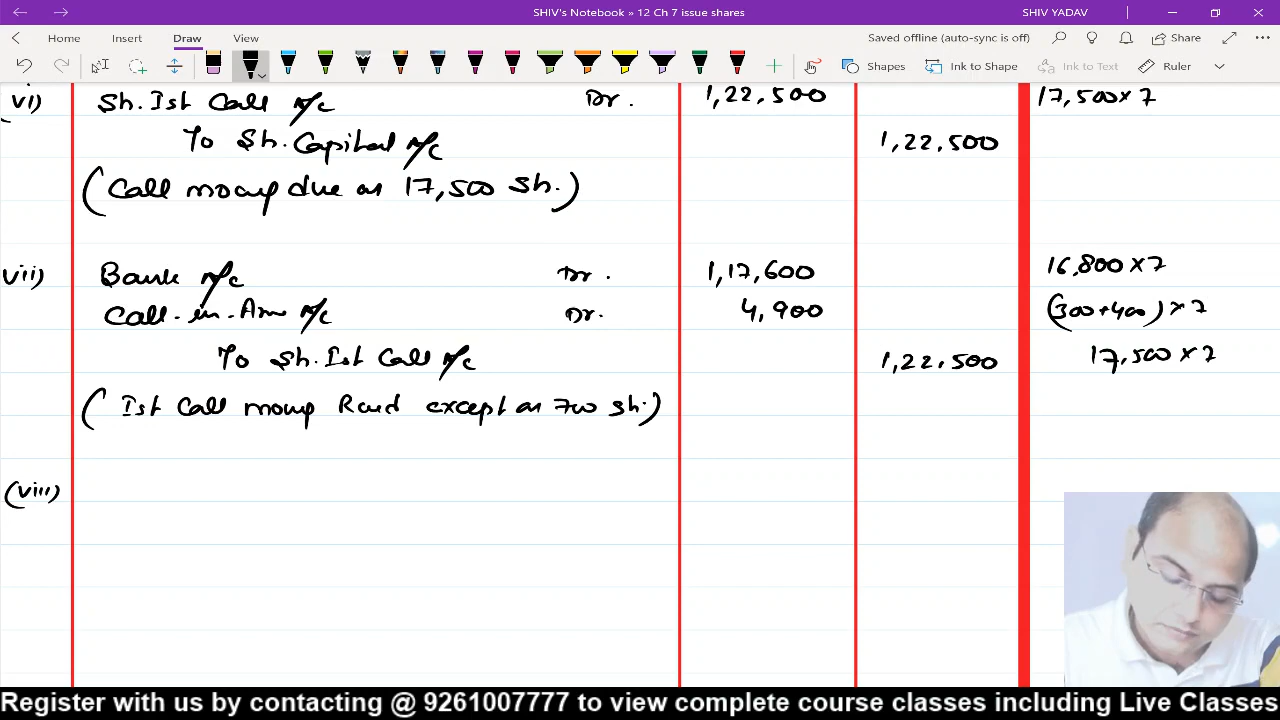 SHIV's Notebook » 12 Ch 7 issue shares
SHIV YADAV
Home Insert Draw View
Saved offline (auto-sync is off)
Share
Shapes Ink to Shape Ink to Text Ruler
vi) Sh. Ist Call A/c Dr. 1,22,500 17,500×7
To Sh. Capital A/c 1,22,500
(Call money due on 17,500 Sh.)
vii) Bank A/c Dr. 1,17,600 16,800×7
Call-in-Arr A/c Dr. 4,900 (300+400)×7
To Sh. Ist Call A/c 1,22,500 17,500×7
(Ist Call money Rcvd except on 700 Sh.)
(viii)
Register with us by contacting @ 9261007777 to view complete course classes including Live Classes